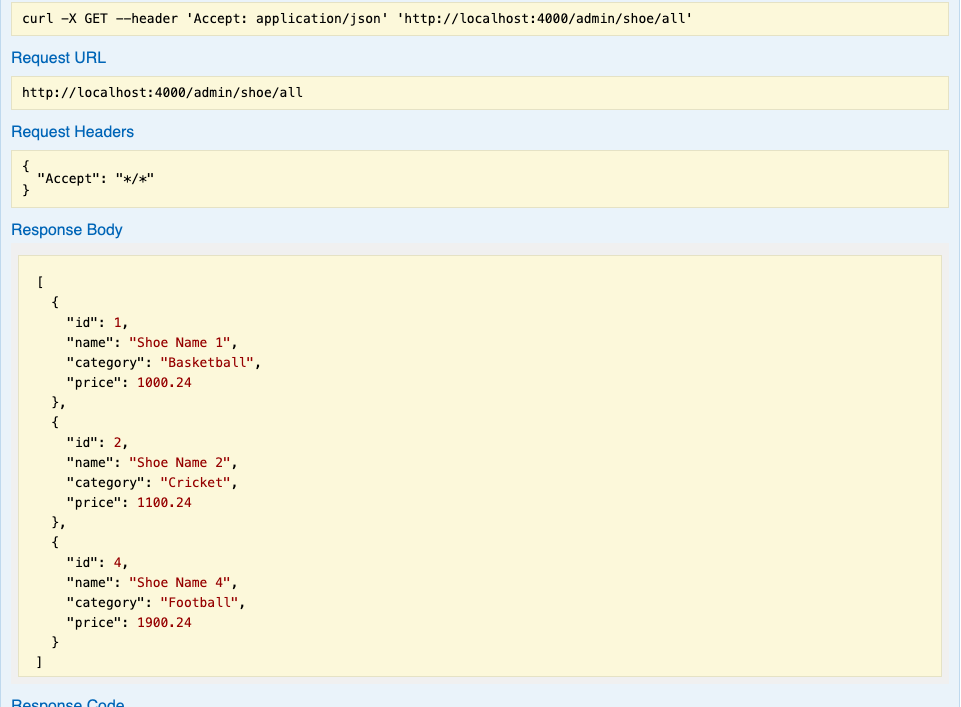 curl -X GET --header 'Accept: application/json' 'http://localhost:4000/admin/shoe/all'
Request URL
http://localhost:4000/admin/shoe/all
Request Headers
{
  "Accept": "*/*"
}
Response Body
[
  {
    "id": 1,
    "name": "Shoe Name 1",
    "category": "Basketball",
    "price": 1000.24
  },
  {
    "id": 2,
    "name": "Shoe Name 2",
    "category": "Cricket",
    "price": 1100.24
  },
  {
    "id": 4,
    "name": "Shoe Name 4",
    "category": "Football",
    "price": 1900.24
  }
]
Response Code